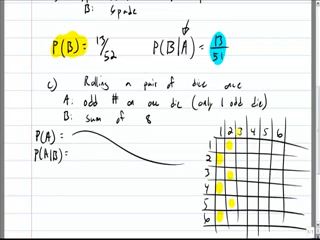 B: Spade
P(B) = 13/52 P(B|A) = 13/51
c) Rolling a pair of dice once
A: odd # on one die (only 1 odd die)
B: sum of 8
P(A) =
P(A|B) =
1 2 3 4 5 6
1
2
3
4
5
6